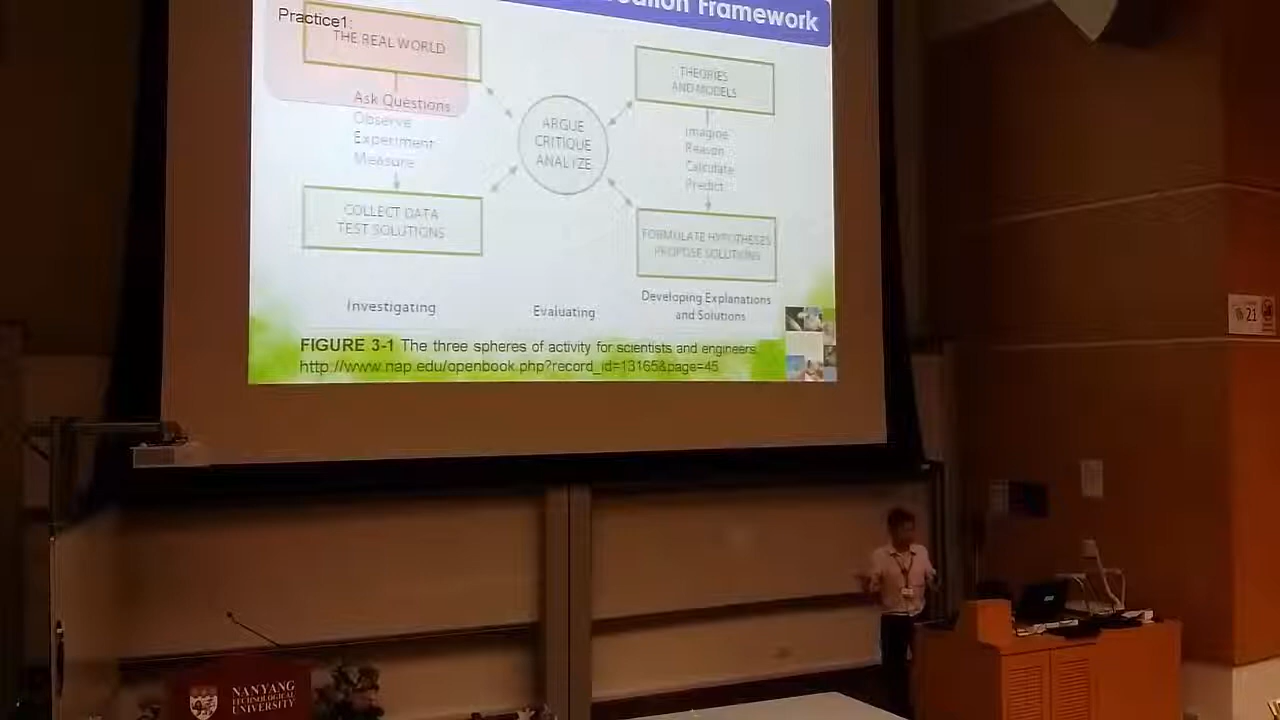 Framework
Practice1:
THE REAL WORLD
Ask Questions
Observe
Experiment
Measure
COLLECT DATA
TEST SOLUTIONS
ARGUE
CRITIQUE
ANALYZE
THEORIES
AND MODELS
Imagine
Reason
Calculate
Predict
FORMULATE HYPOTHESES
PROPOSE SOLUTIONS
Investigating
Evaluating
Developing Explanations
and Solutions
FIGURE 3-1 The three spheres of activity for scientists and engineers.
http://www.nap.edu/openbook.php?record_id=13165&page=45
21
NANYANG
TECHNOLOGICAL
UNIVERSITY